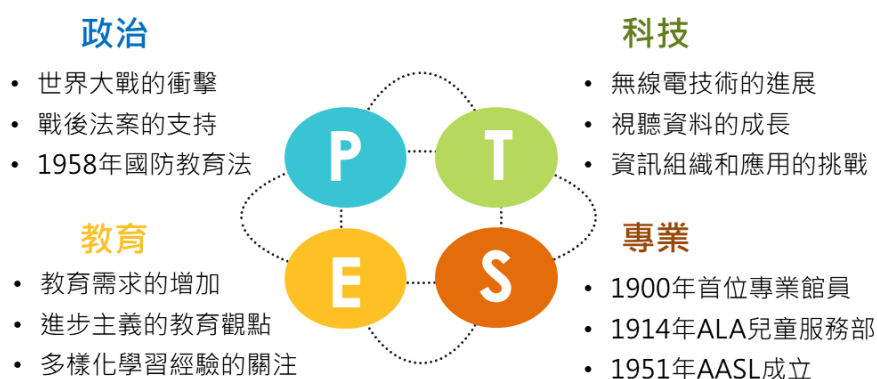 政治
• 世界大戰的衝擊
• 戰後法案的支持
• 1958年國防教育法
科技
• 無線電技術的進展
• 視聽資料的成長
• 資訊組織和應用的挑戰
P
T
E
S
教育
• 教育需求的增加
• 進步主義的教育觀點
• 多樣化學習經驗的關注
專業
• 1900年首位專業館員
• 1914年ALA兒童服務部
• 1951年AASL成立